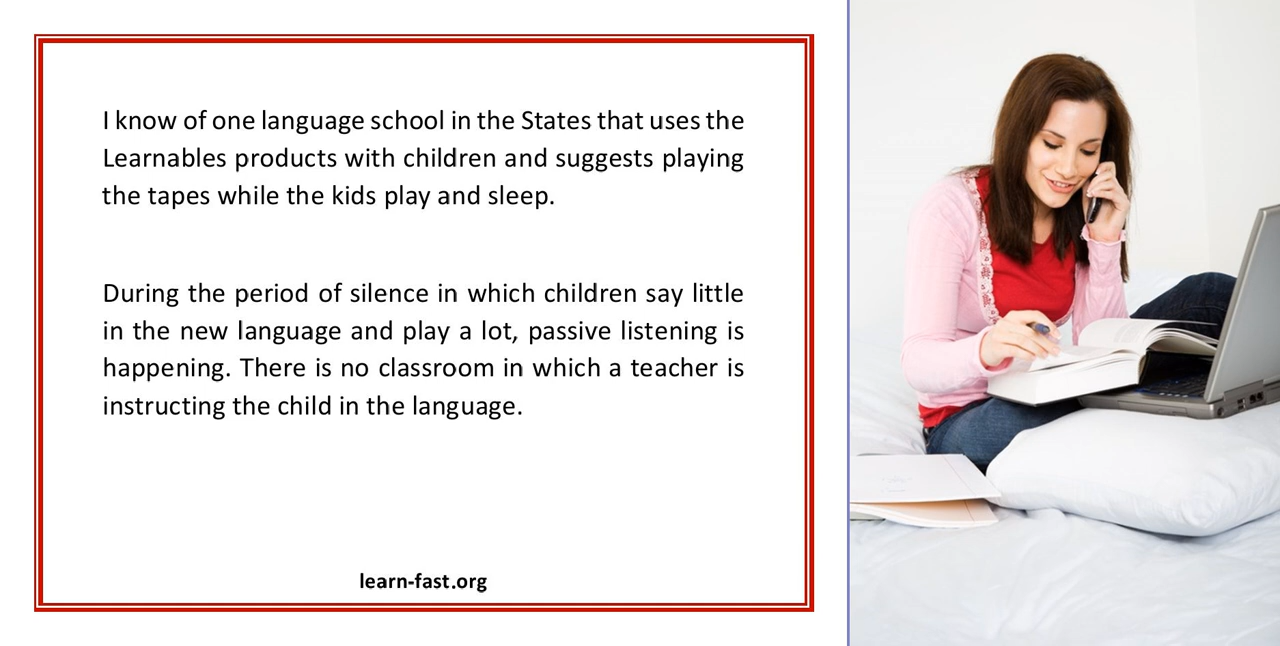 I know of one language school in the States that uses the
Learnables products with children and suggests playing
the tapes while the kids play and sleep.
During the period of silence in which children say little
in the new language and play a lot, passive listening is
happening. There is no classroom in which a teacher is
instructing the child in the language.
learn-fast.org